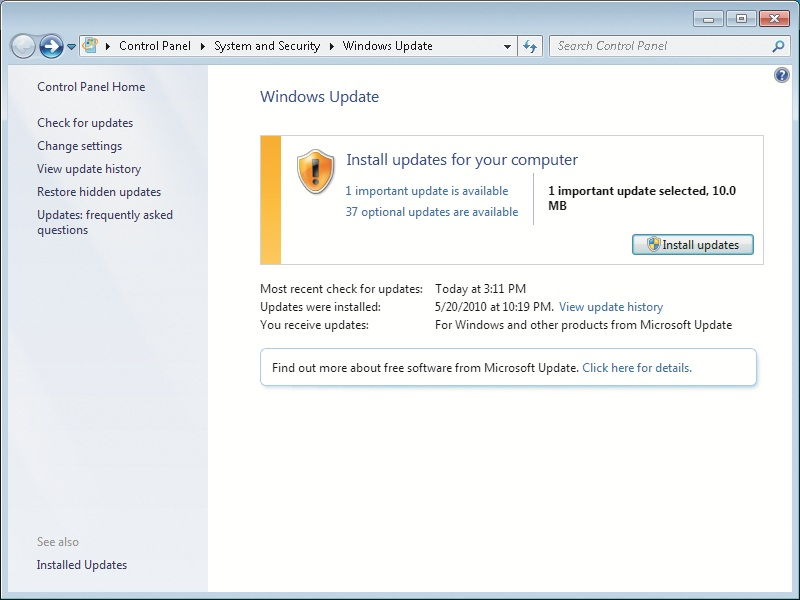 Control Panel
System and Security
Windows Update
Search Control Panel
Control Panel Home
Check for updates
Change settings
View update history
Restore hidden updates
Updates: frequently asked
questions
See also
Installed Updates
Windows Update
Install updates for your computer
1 important update is available
37 optional updates are available
1 important update selected, 10.0
MB
Install updates
Most recent check for updates: Today at 3:11 PM
Updates were installed: 5/20/2010 at 10:19 PM. View update history
You receive updates: For Windows and other products from Microsoft Update
Find out more about free software from Microsoft Update. Click here for details.